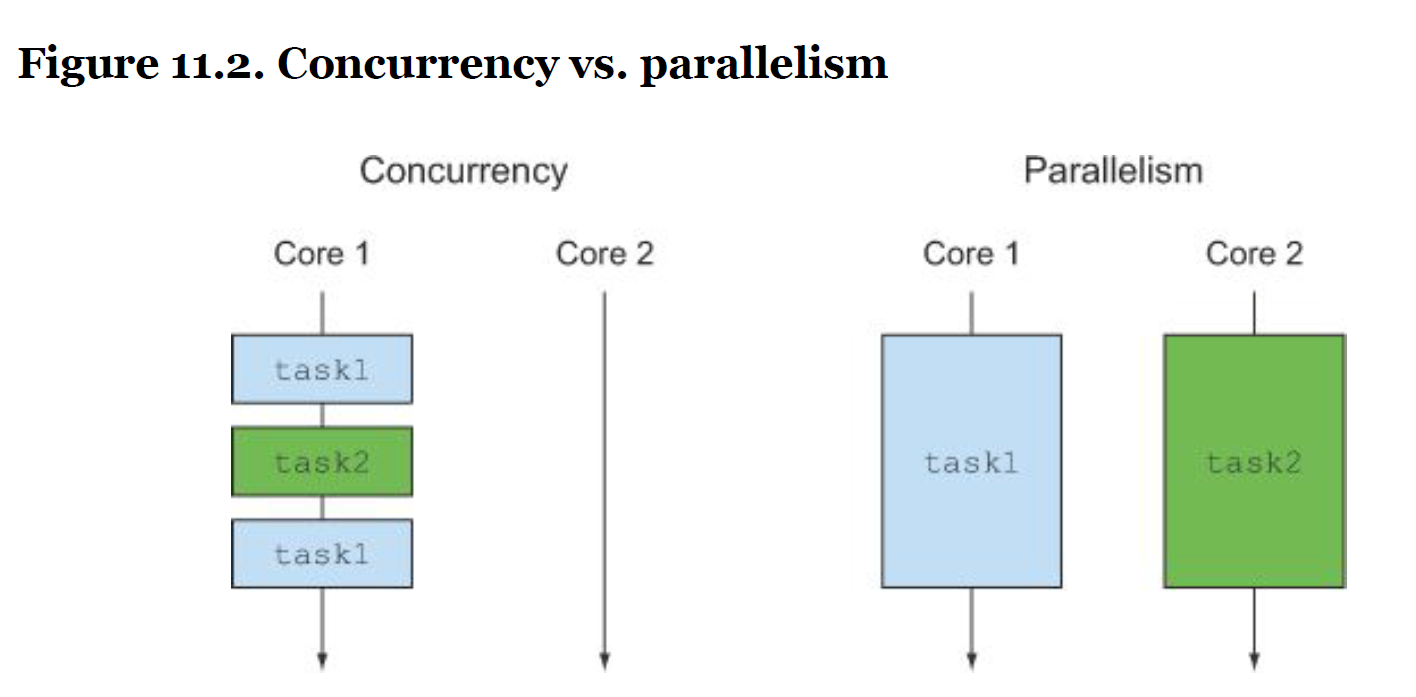 Figure 11.2. Concurrency vs. parallelism
Concurrency
Parallelism
Core 1
Core 2
Core 1
Core 2
task1
task2
task1
task1
task2